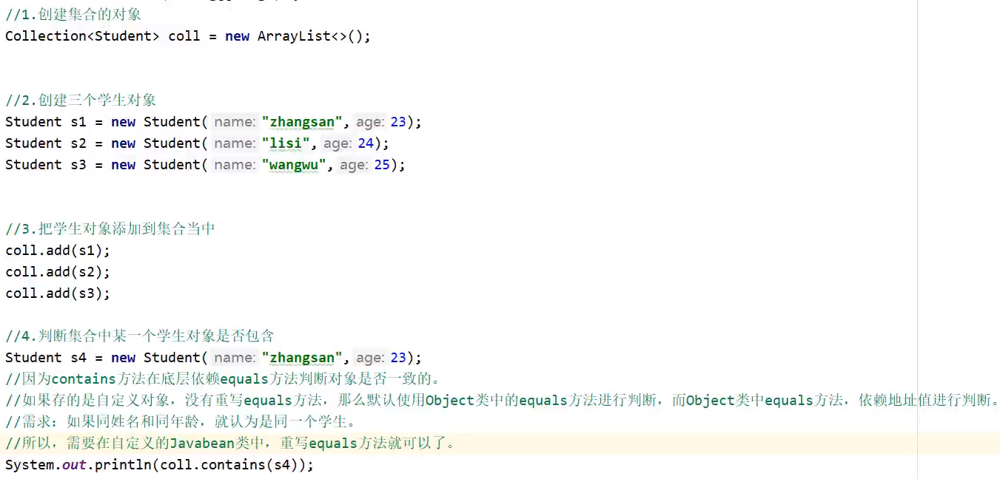 //1.创建集合的对象
Collection<Student> coll = new ArrayList<>();
//2.创建三个学生对象
Student s1 = new Student( name: "zhangsan", age: 23);
Student s2 = new Student( name: "lisi", age: 24);
Student s3 = new Student( name: "wangwu", age: 25);
//3.把学生对象添加到集合当中
coll.add(s1);
coll.add(s2);
coll.add(s3);
//4.判断集合中某一个学生对象是否包含
Student s4 = new Student( name: "zhangsan", age: 23);
//因为contains方法在底层依赖equals方法判断对象是否一致的。
//如果存的是自定义对象，没有重写equals方法，那么默认使用Object类中的equals方法进行判断，而Object类中equals方法，依赖地址值进行判断。
//需求：如果同姓名和同年龄，就认为是同一个学生。
//所以，需要在自定义的Javabean类中，重写equals方法就可以了。
System.out.println(coll.contains(s4));